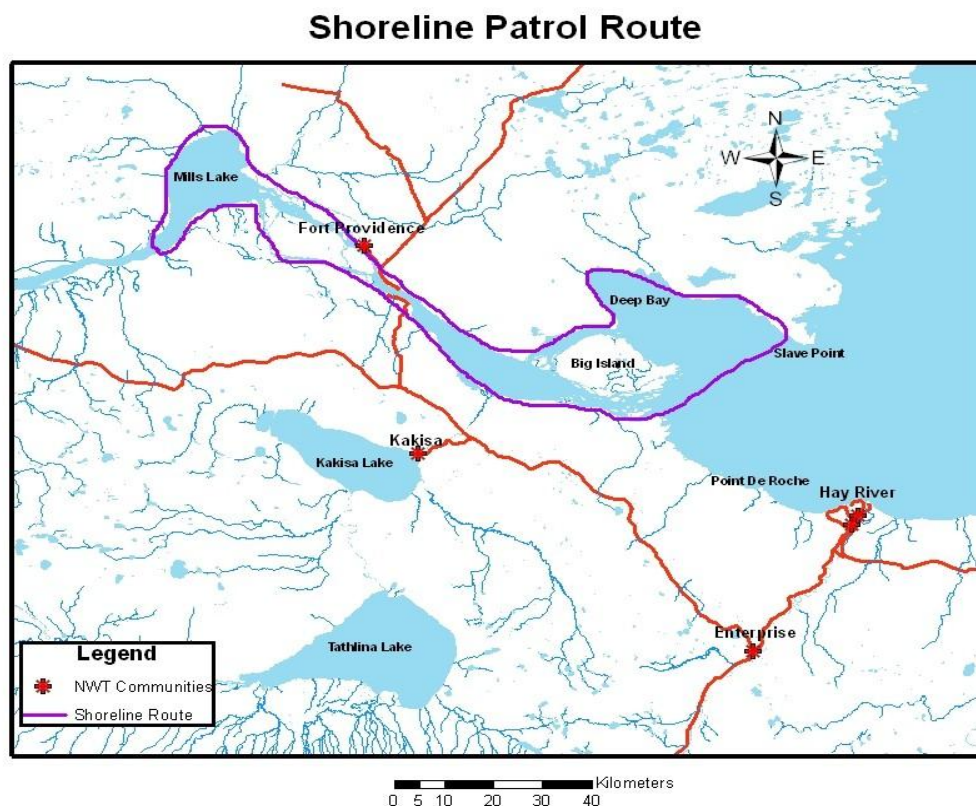 Shoreline Patrol Route
N
W E
S
Mills Lake
Fort Providence
Deep Bay
Slave Point
Big Island
Kakisa
Kakisa Lake
Point De Roche
Hay River
Enterprise
Tathlina Lake
Legend
NWT Communities
Shoreline Route
Kilometers
0 5 10 20 30 40